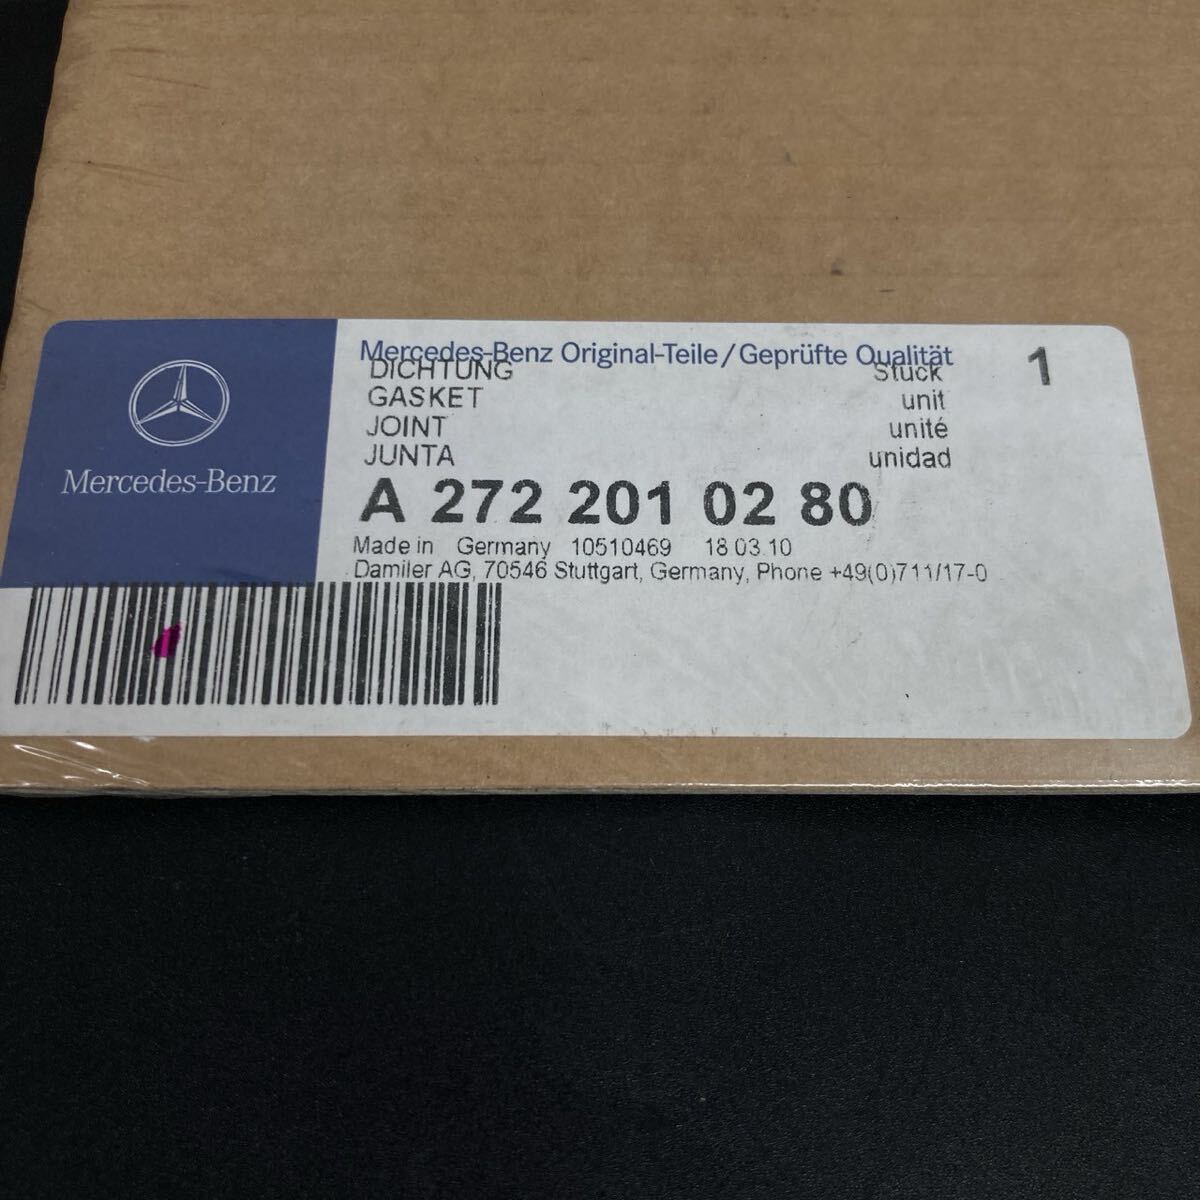 Mercedes-Benz
Mercedes-Benz Original-Teile/Geprüfte Qualität
DICHTUNG Stück 1
GASKET unit
JOINT unité
JUNTA unidad
A 272 201 02 80
Made in Germany 10510469 18 03.10
Damiler AG, 70546 Stuttgart, Germany, Phone +49(0)711/17-0